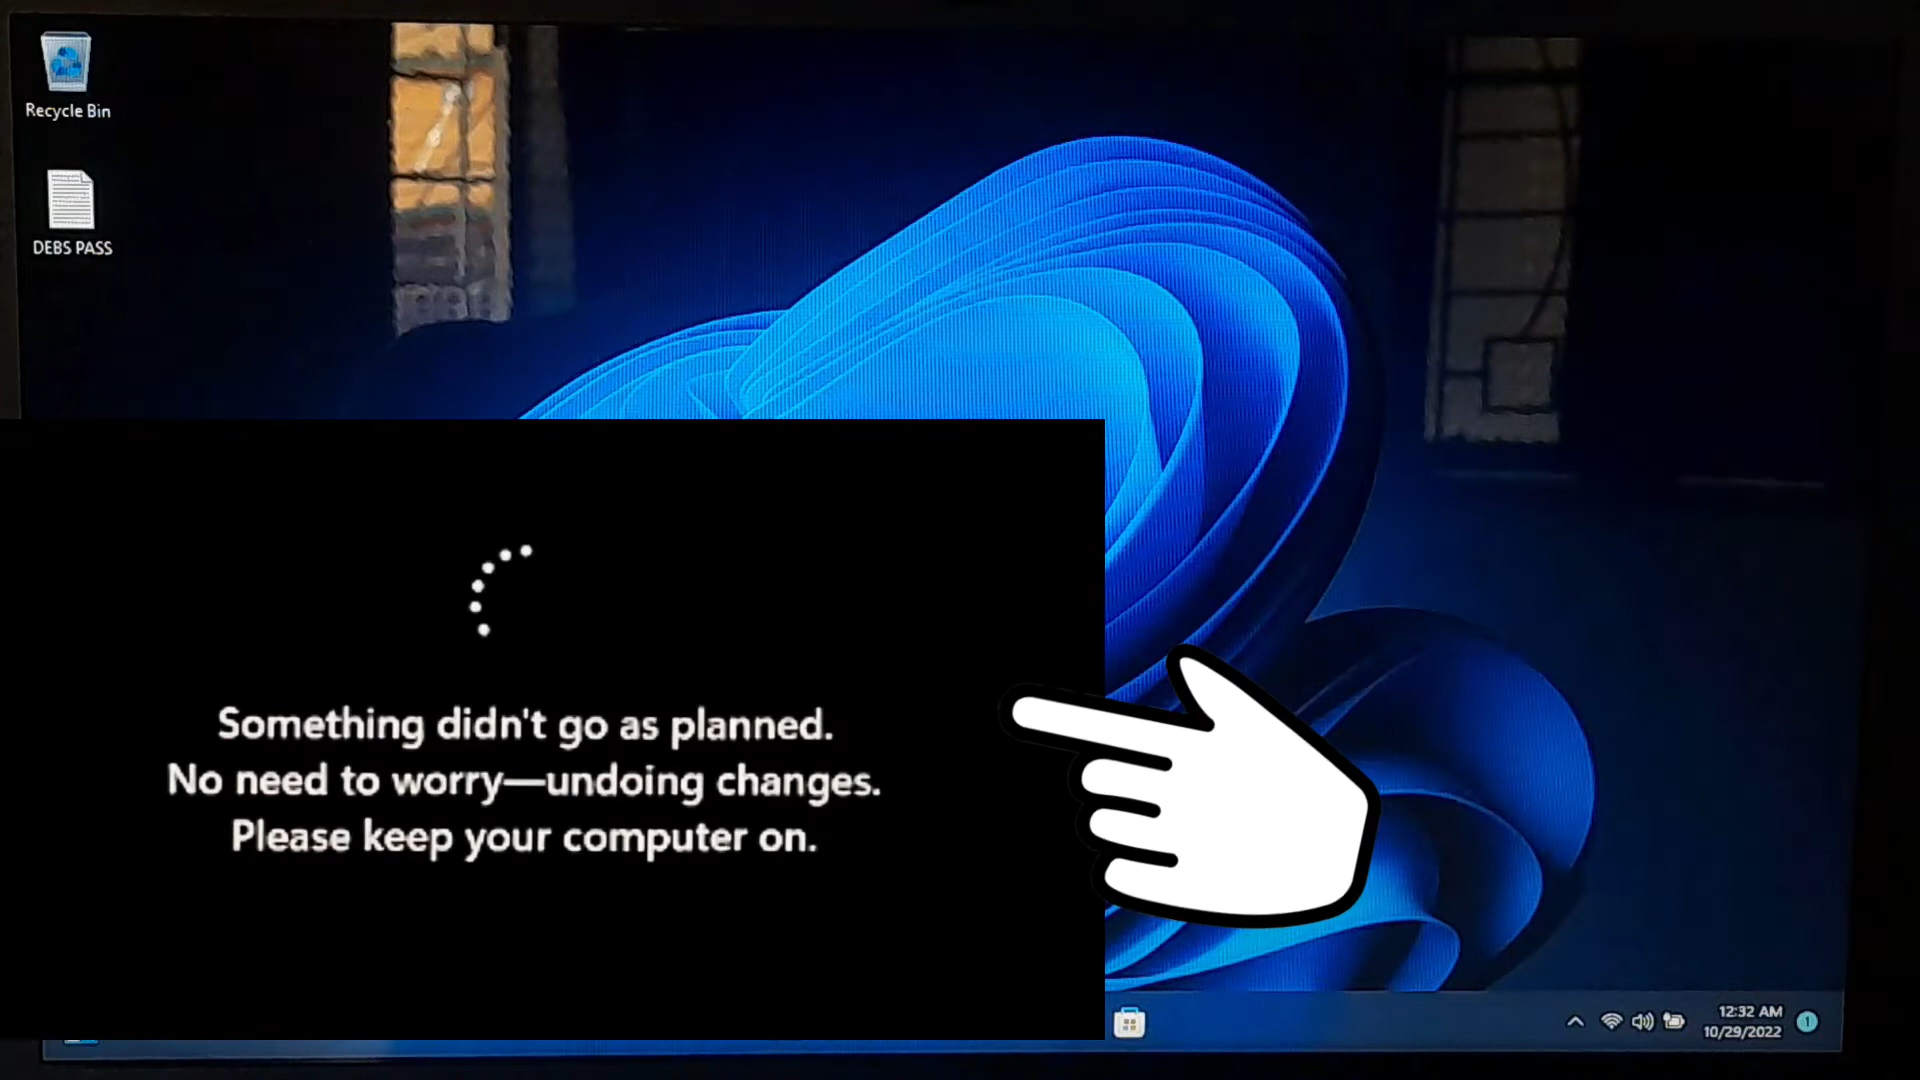 Recycle Bin
DEBS PASS
Something didn't go as planned.
No need to worry—undoing changes.
Please keep your computer on.
12:32 AM
10/29/2022
1